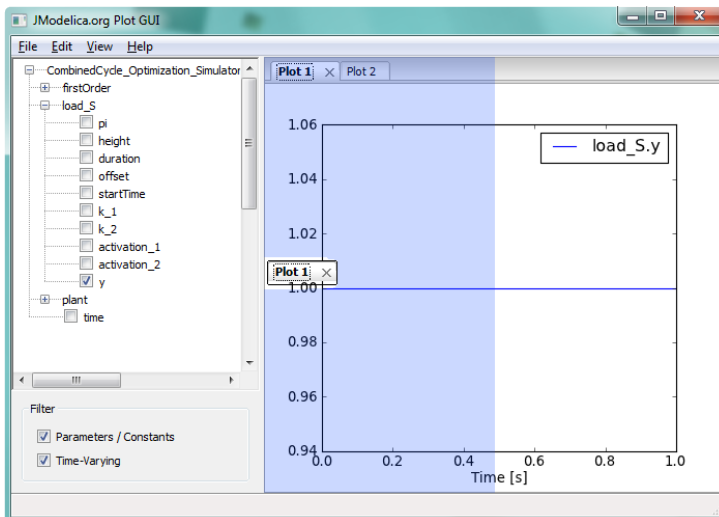 JModelica.org Plot GUI
File Edit View Help
CombinedCycle_Optimization_Simulator
firstOrder
load_S
pi
height
duration
offset
startTime
k_1
k_2
activation_1
activation_2
y
plant
time
Filter
Parameters / Constants
Time-Varying
Plot 1 Plot 2
load_S.y
1.06
1.04
1.02
Plot 1
1.00
0.98
0.96
0.94
0.0 0.2 0.4 0.6 0.8 1.0
Time [s]